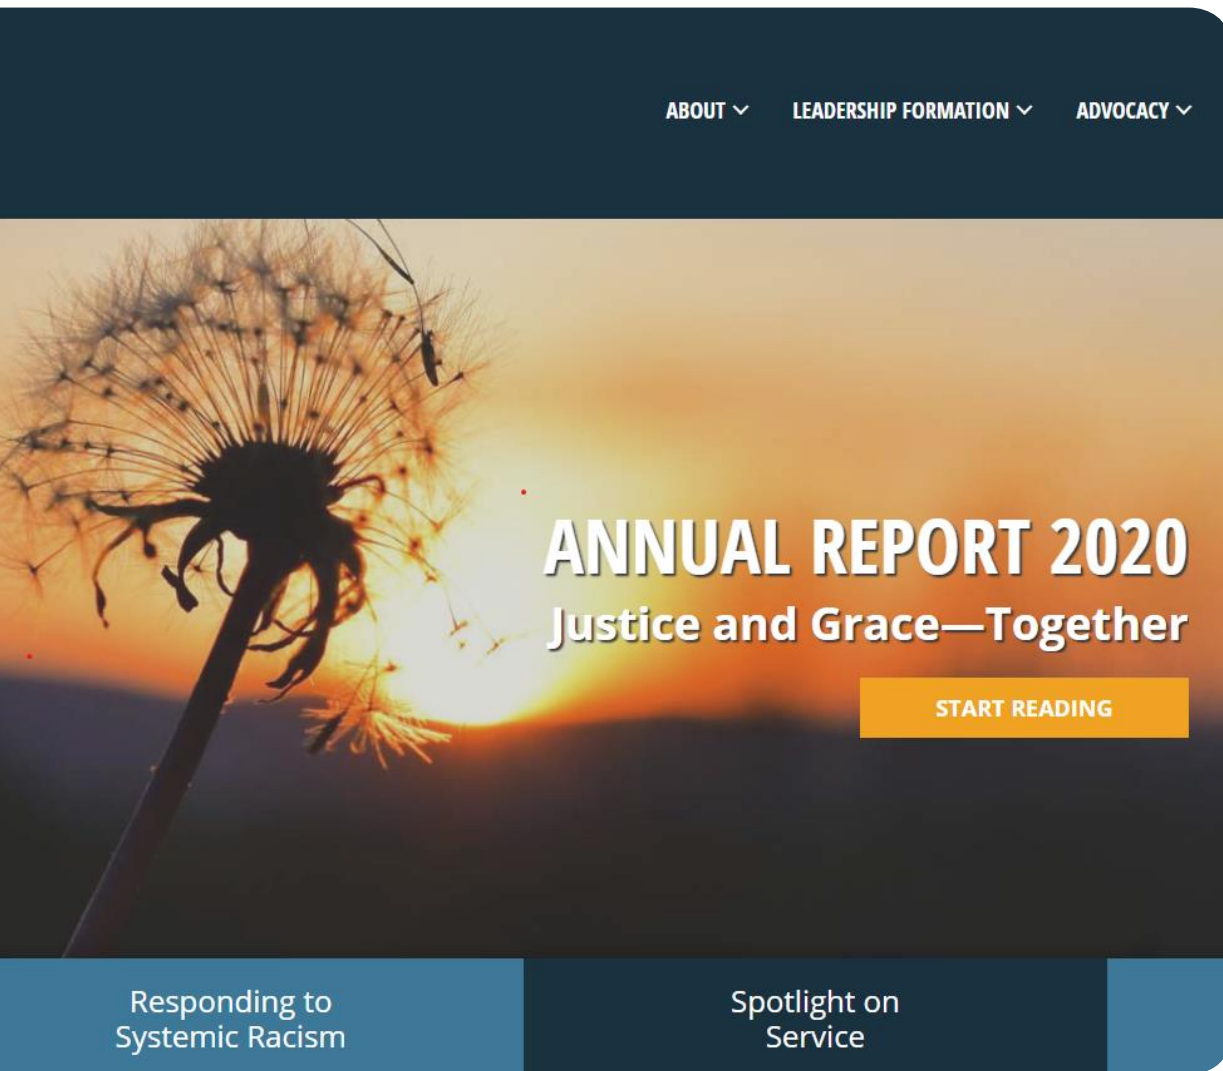 ABOUT LEADERSHIP FORMATION ADVOCACY
ANNUAL REPORT 2020
Justice and Grace—Together
START READING
Responding to
Systemic Racism
Spotlight on
Service